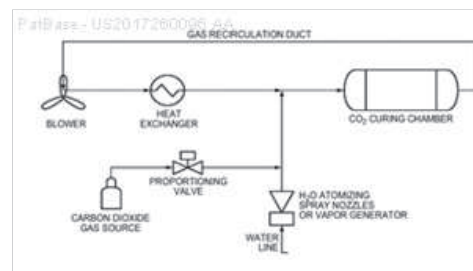 PatBase - US2017260096 AA
GAS RECIRCULATION DUCT
BLOWER
HEAT
EXCHANGER
CO2 CURING CHAMBER
PROPORTIONING
VALVE
CARBON DIOXIDE
GAS SOURCE
H2O ATOMIZING
SPRAY NOZZLES
OR VAPOR GENERATOR
WATER
LINE